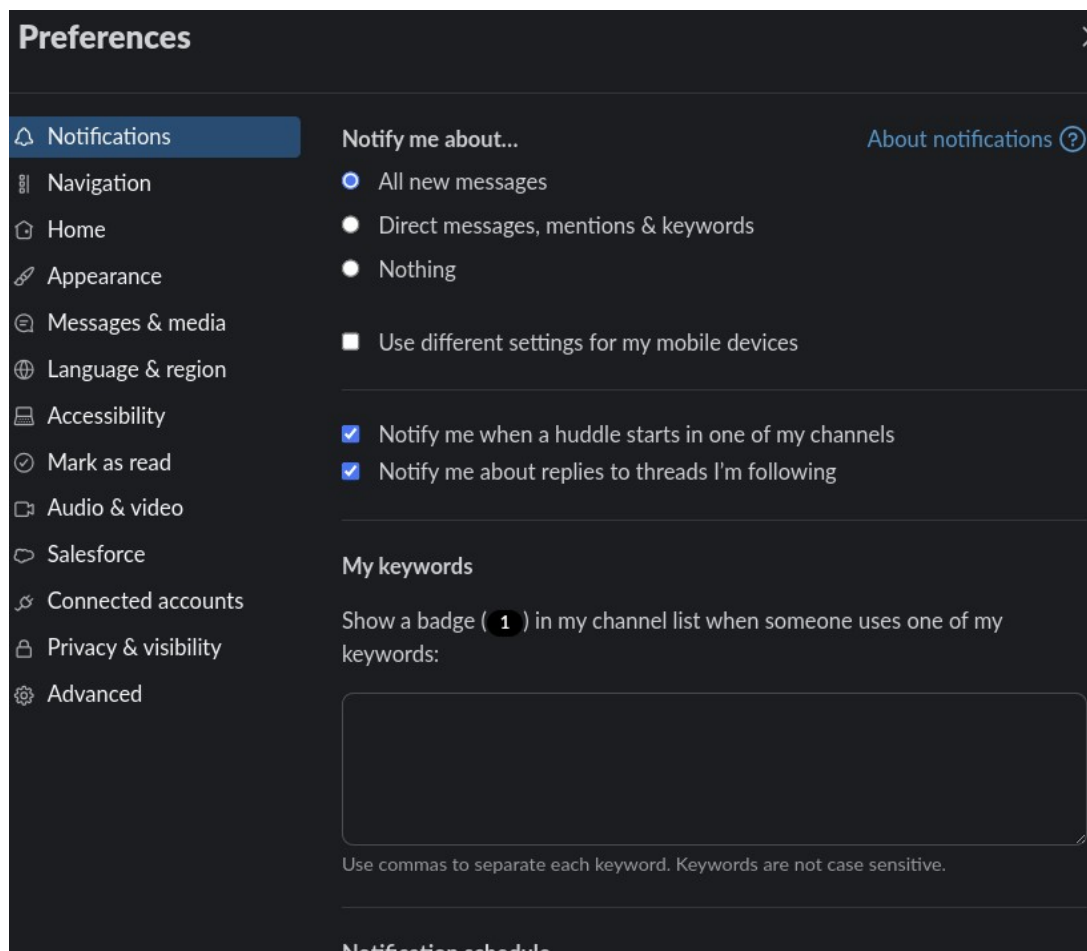 Preferences
Notifications
Navigation
Home
Appearance
Messages & media
Language & region
Accessibility
Mark as read
Audio & video
Salesforce
Connected accounts
Privacy & visibility
Advanced
Notify me about...
About notifications ?
All new messages
Direct messages, mentions & keywords
Nothing
Use different settings for my mobile devices
Notify me when a huddle starts in one of my channels
Notify me about replies to threads I'm following
My keywords
Show a badge ( 1 ) in my channel list when someone uses one of my
keywords:
Use commas to separate each keyword. Keywords are not case sensitive.
Notification schedule